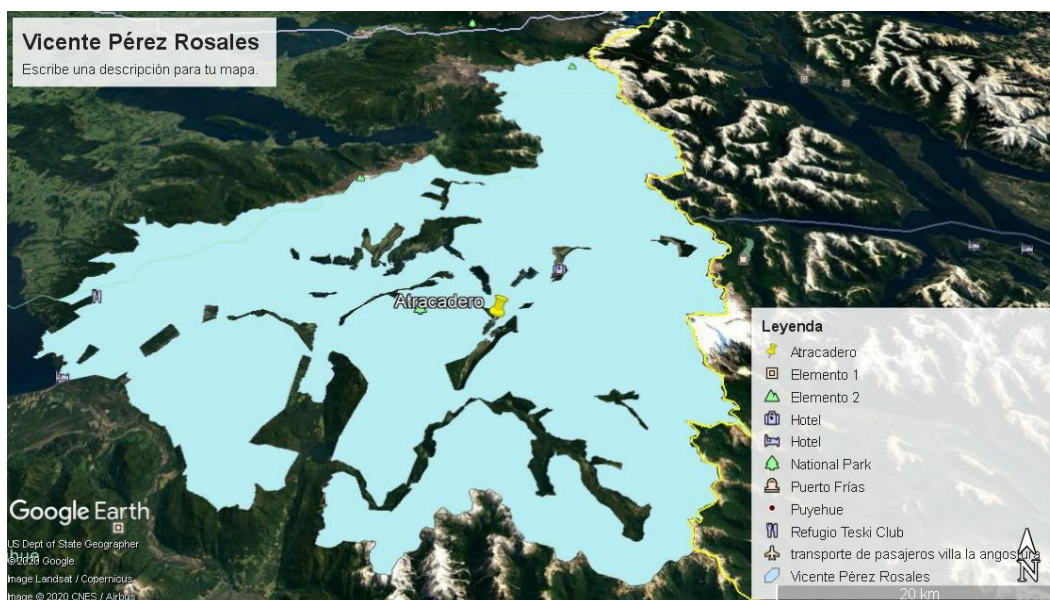 Vicente Pérez Rosales
Escribe una descripción para tu mapa.
Atracadero
Leyenda
Atracadero
Elemento 1
Elemento 2
Hotel
Hotel
National Park
Puerto Frías
Puyehue
Refugio Teski Club
transporte de pasajeros villa la angostura
Vicente Pérez Rosales
Google Earth
US Dept of State Geographer
© 2020 Google
Image Landsat / Copernicus
Image © 2020 CNES / Airbus
N
20 km